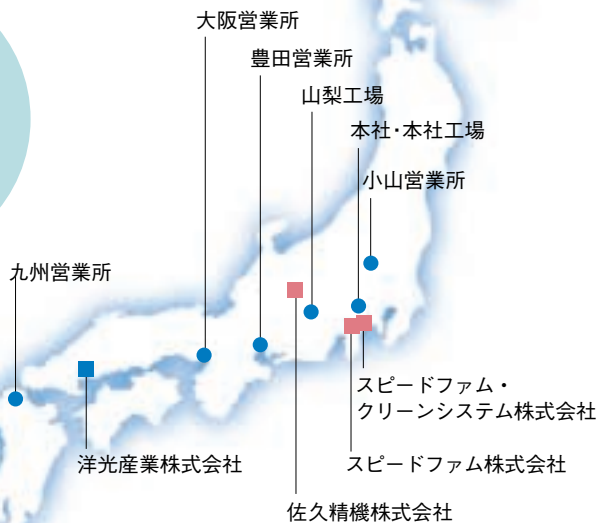 大阪営業所
豊田営業所
山梨工場
本社・本社工場
小山営業所
九州営業所
スピードファム・
クリーンシステム株式会社
洋光産業株式会社
スピードファム株式会社
佐久精機株式会社